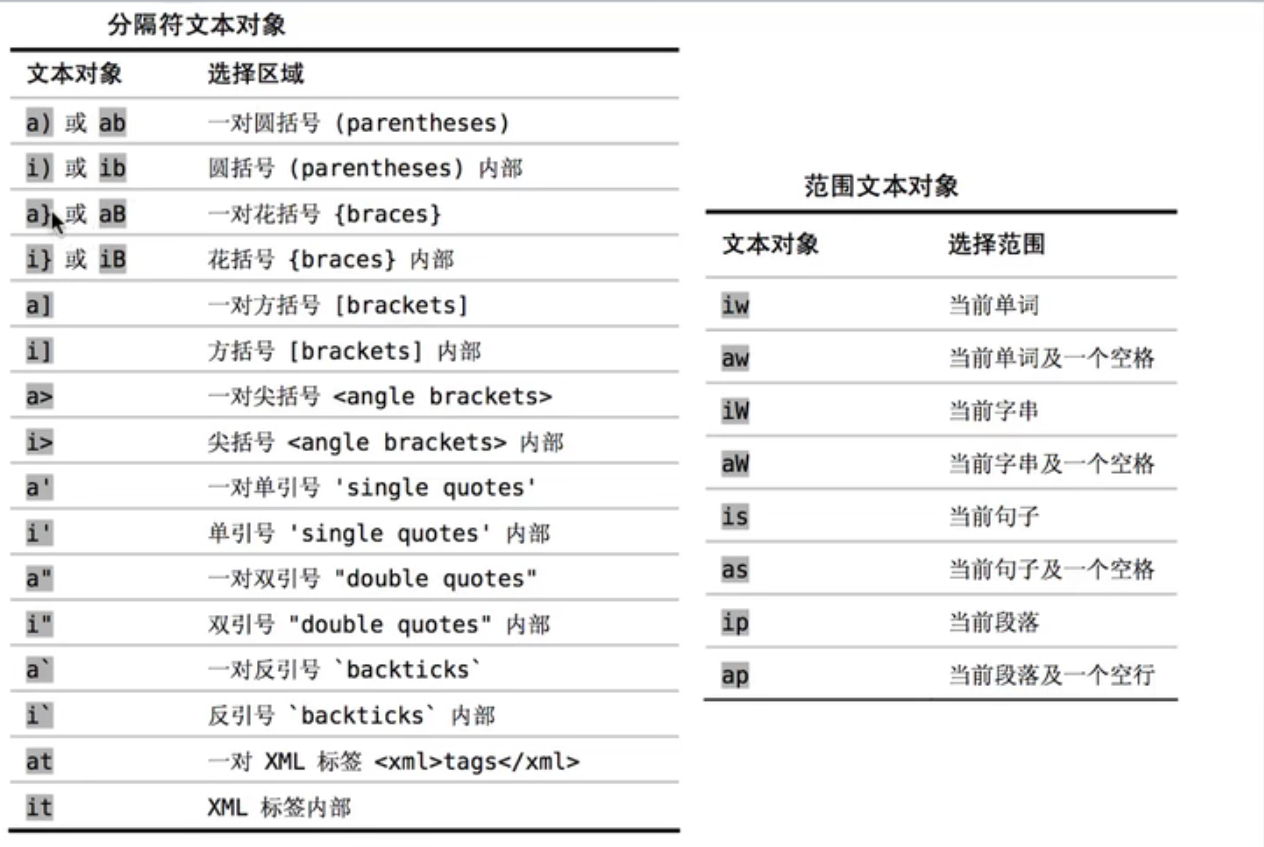 分隔符文本对象
文本对象 选择区域
a) 或 ab 一对圆括号 (parentheses)
i) 或 ib 圆括号 (parentheses) 内部
a} 或 aB 一对花括号 {braces}
i} 或 iB 花括号 {braces} 内部
a] 一对方括号 [brackets]
i] 方括号 [brackets] 内部
a> 一对尖括号 <angle brackets>
i> 尖括号 <angle brackets> 内部
a' 一对单引号 'single quotes'
i' 单引号 'single quotes' 内部
a" 一对双引号 "double quotes"
i" 双引号 "double quotes" 内部
a` 一对反引号 `backticks`
i` 反引号 `backticks` 内部
at 一对 XML 标签 <xml>tags</xml>
it XML 标签内部
范围文本对象
文本对象 选择范围
iw 当前单词
aw 当前单词及一个空格
iW 当前字串
aW 当前字串及一个空格
is 当前句子
as 当前句子及一个空格
ip 当前段落
ap 当前段落及一个空行